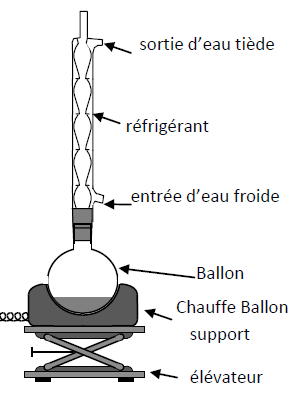 sortie d'eau tiède
réfrigérant
entrée d'eau froide
Ballon
Chauffe Ballon
support
élévateur